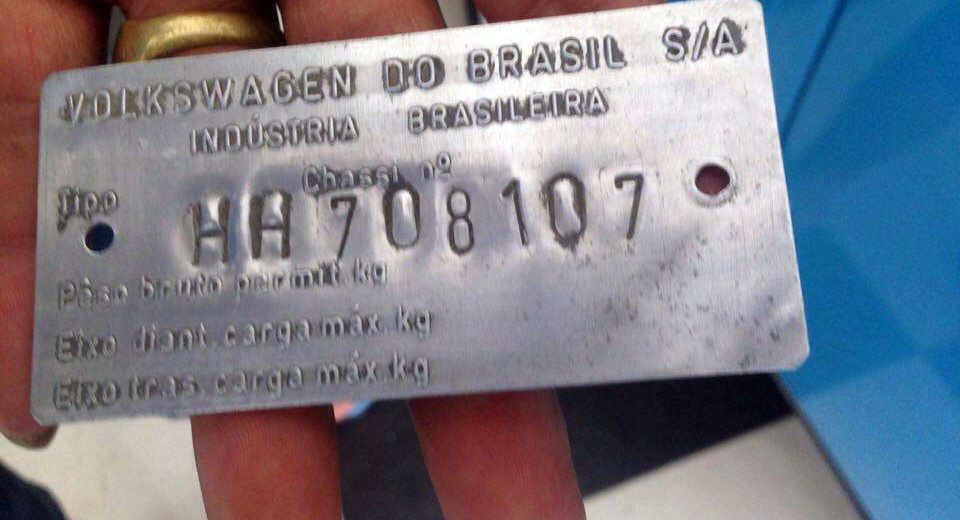 VOLKSWAGEN DO BRASIL S/A
INDÚSTRIA BRASILEIRA
Chassi nº
Tipo
HA 708107
Pêso bruto permit. kg
Eixo diant. carga máx. kg
Eixo tras carga máx. kg